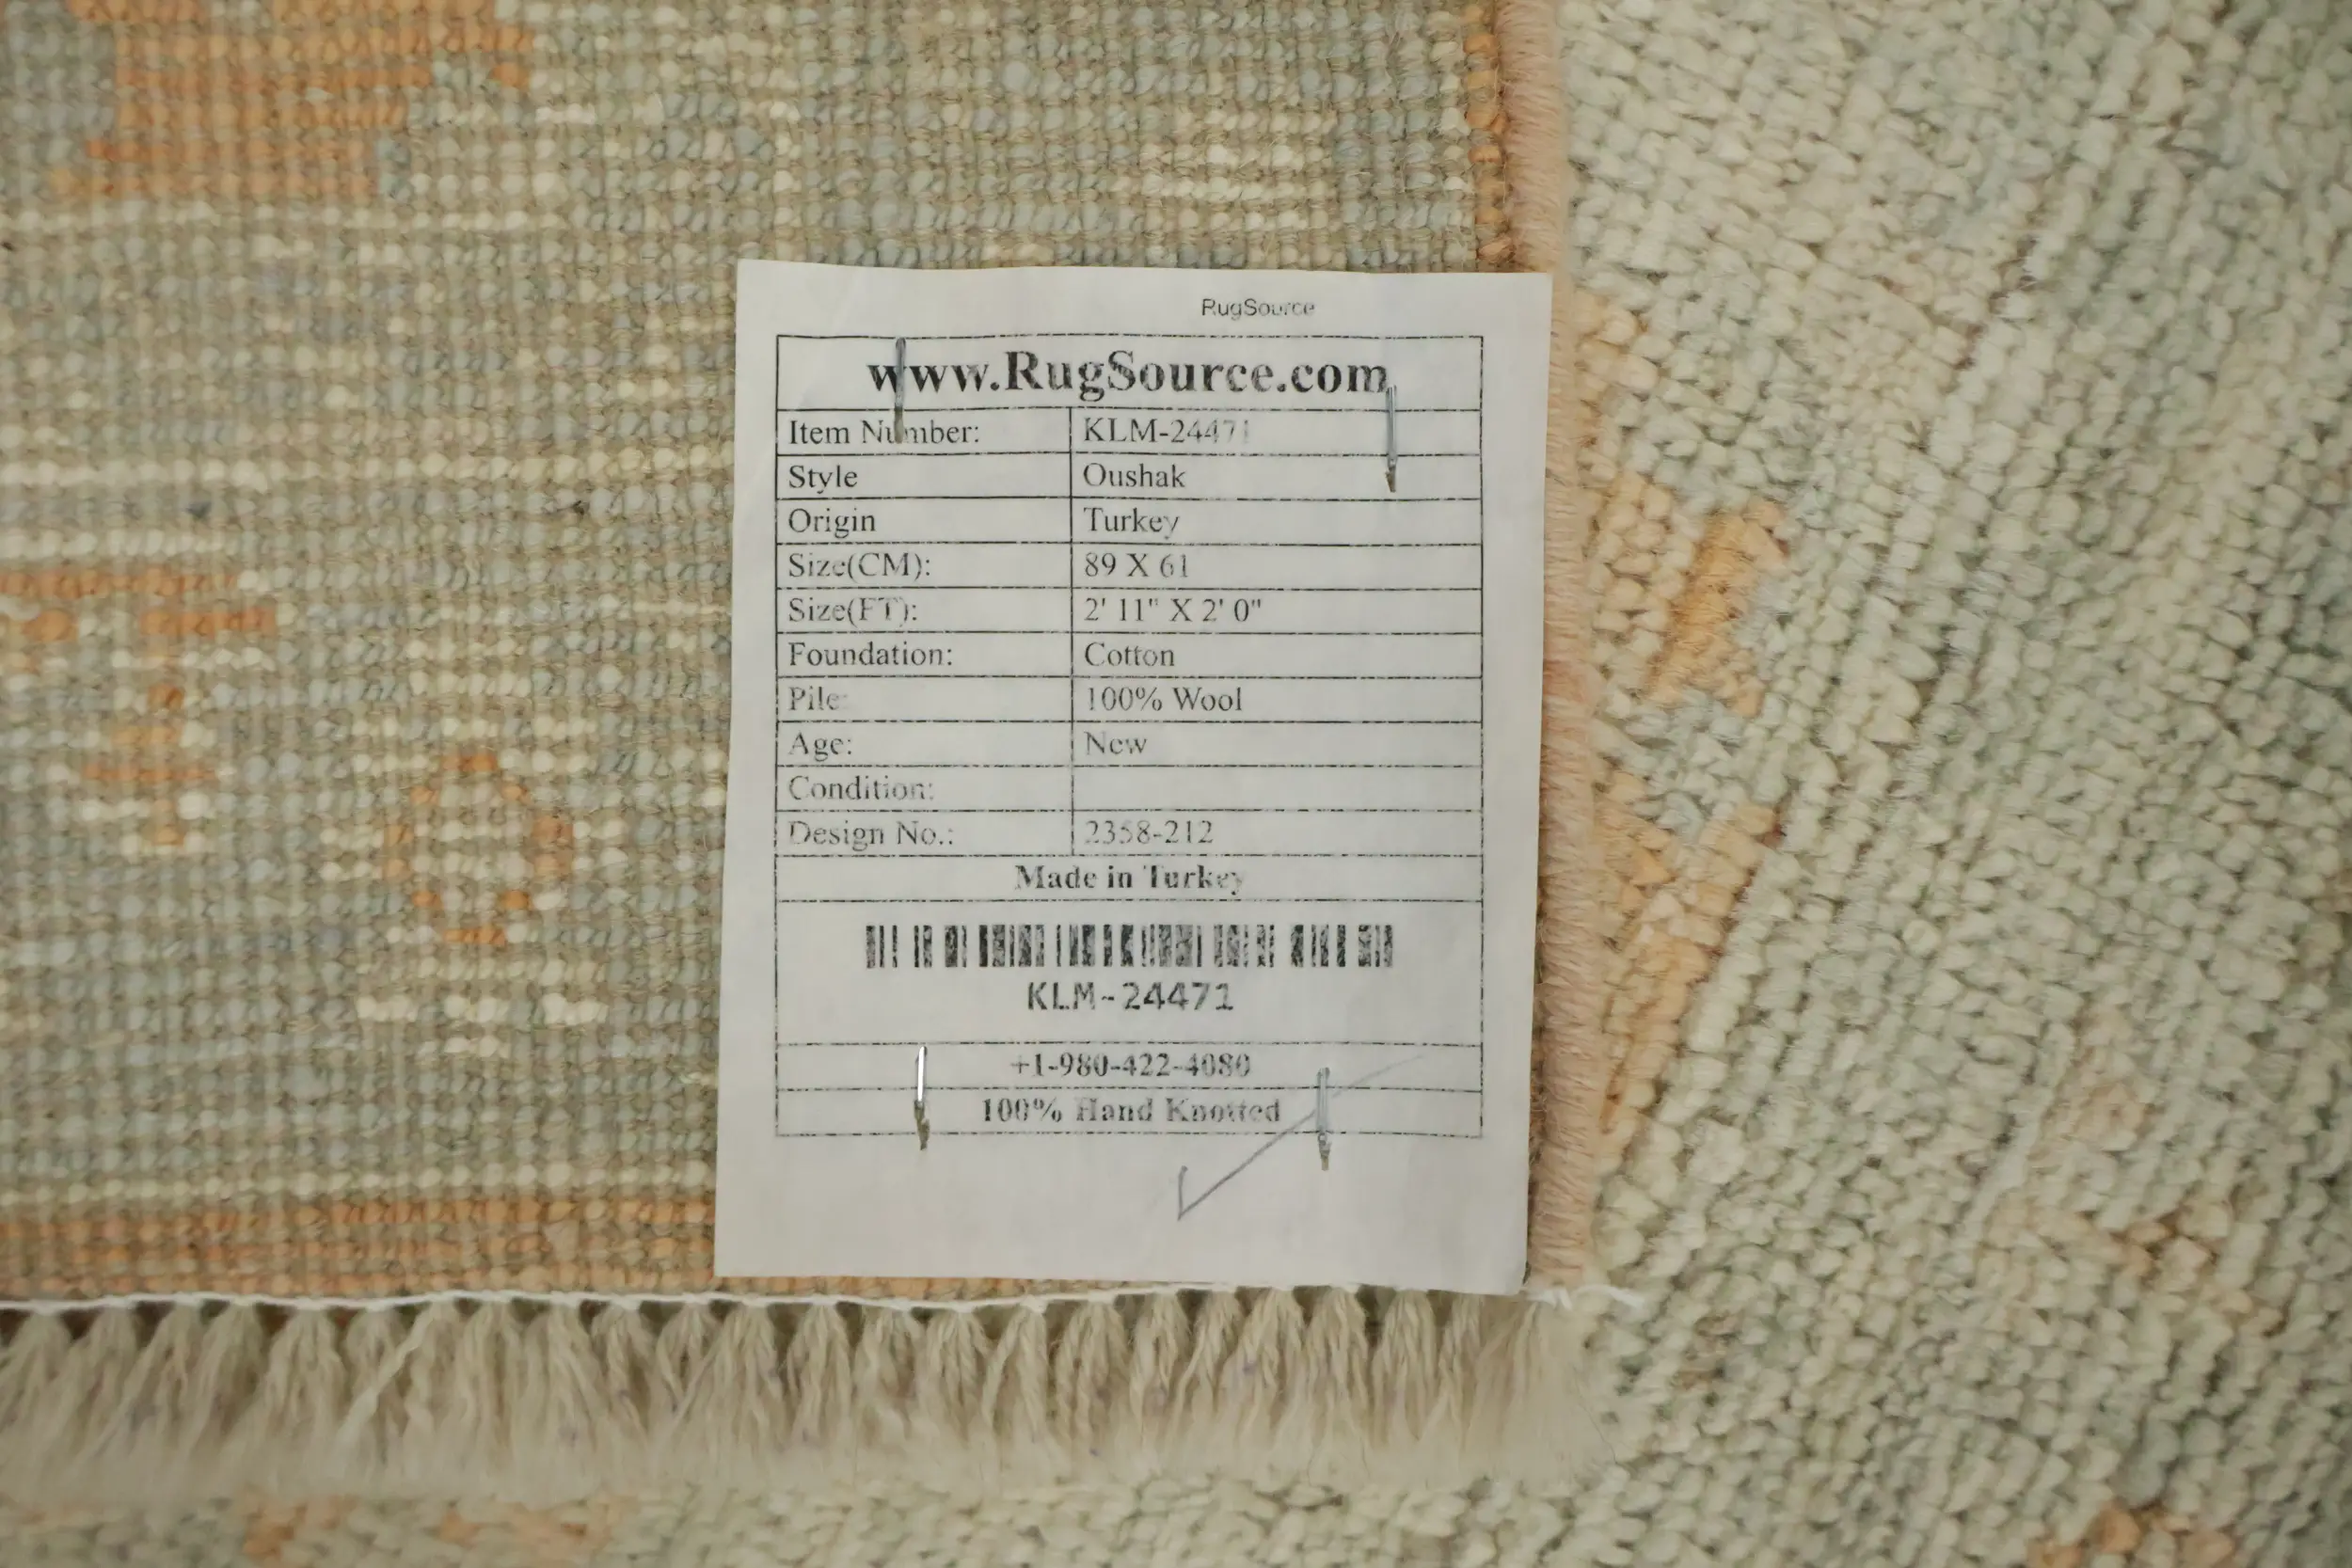 RugSource
www.RugSource.com
Item Number: KLM-24471
Style Oushak
Origin Turkey
Size(CM): 89 X 61
Size(FT): 2' 11" X 2' 0"
Foundation: Cotton
Pile: 100% Wool
Age: New
Condition:
Design No.: 2358-212
Made in Turkey
KLM-24471
+1-980-422-4080
100% Hand Knotted